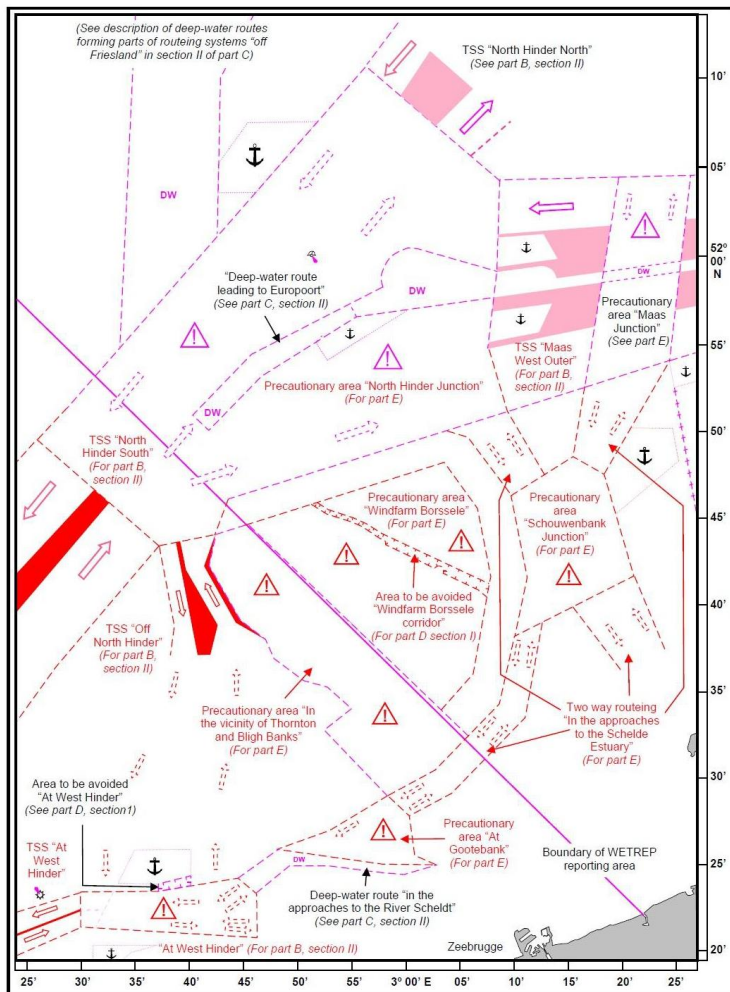 (See description of deep-water routes
forming parts of routeing systems "off
Friesland" in section II of part C)
TSS "North Hinder North"
(See part B, section II)
10'
05'
DW
52°
00'
N
"Deep-water route
leading to Europoort"
(See part C, section II)
DW
DW
Precautionary
area "Maas
Junction"
(See part E)
TSS "Maas
West Outer"
(For part B,
section II)
55'
Precautionary area "North Hinder Junction"
(For part E)
DW
50'
TSS "North
Hinder South"
(For part B,
section II)
Precautionary area
"Windfarm Borssele"
(For part E)
Precautionary
area
"Schouwenbank
Junction"
(For part E)
45'
Area to be avoided
"Windfarm Borssele
corridor"
(For part D section I)
40'
TSS "Off
North Hinder"
(For part B,
section II)
Precautionary area "In
the vicinity of Thornton
and Bligh Banks"
(For part E)
35'
Two way routeing
"In the approaches
to the Schelde
Estuary"
(For part E)
30'
Area to be avoided
"At West Hinder"
(See part D, section1)
TSS "At
West
Hinder"
Precautionary
area "At
Gootebank"
(For part E)
Boundary of WETREP
reporting area
25'
DW
Deep-water route "in the
approaches to the River Scheldt"
(See part C, section II)
"At West Hinder" (For part B, section II)
Zeebrugge
20'
25' 30' 35' 40' 45' 50' 55' 3° 00' E 05' 10' 15' 20' 25'